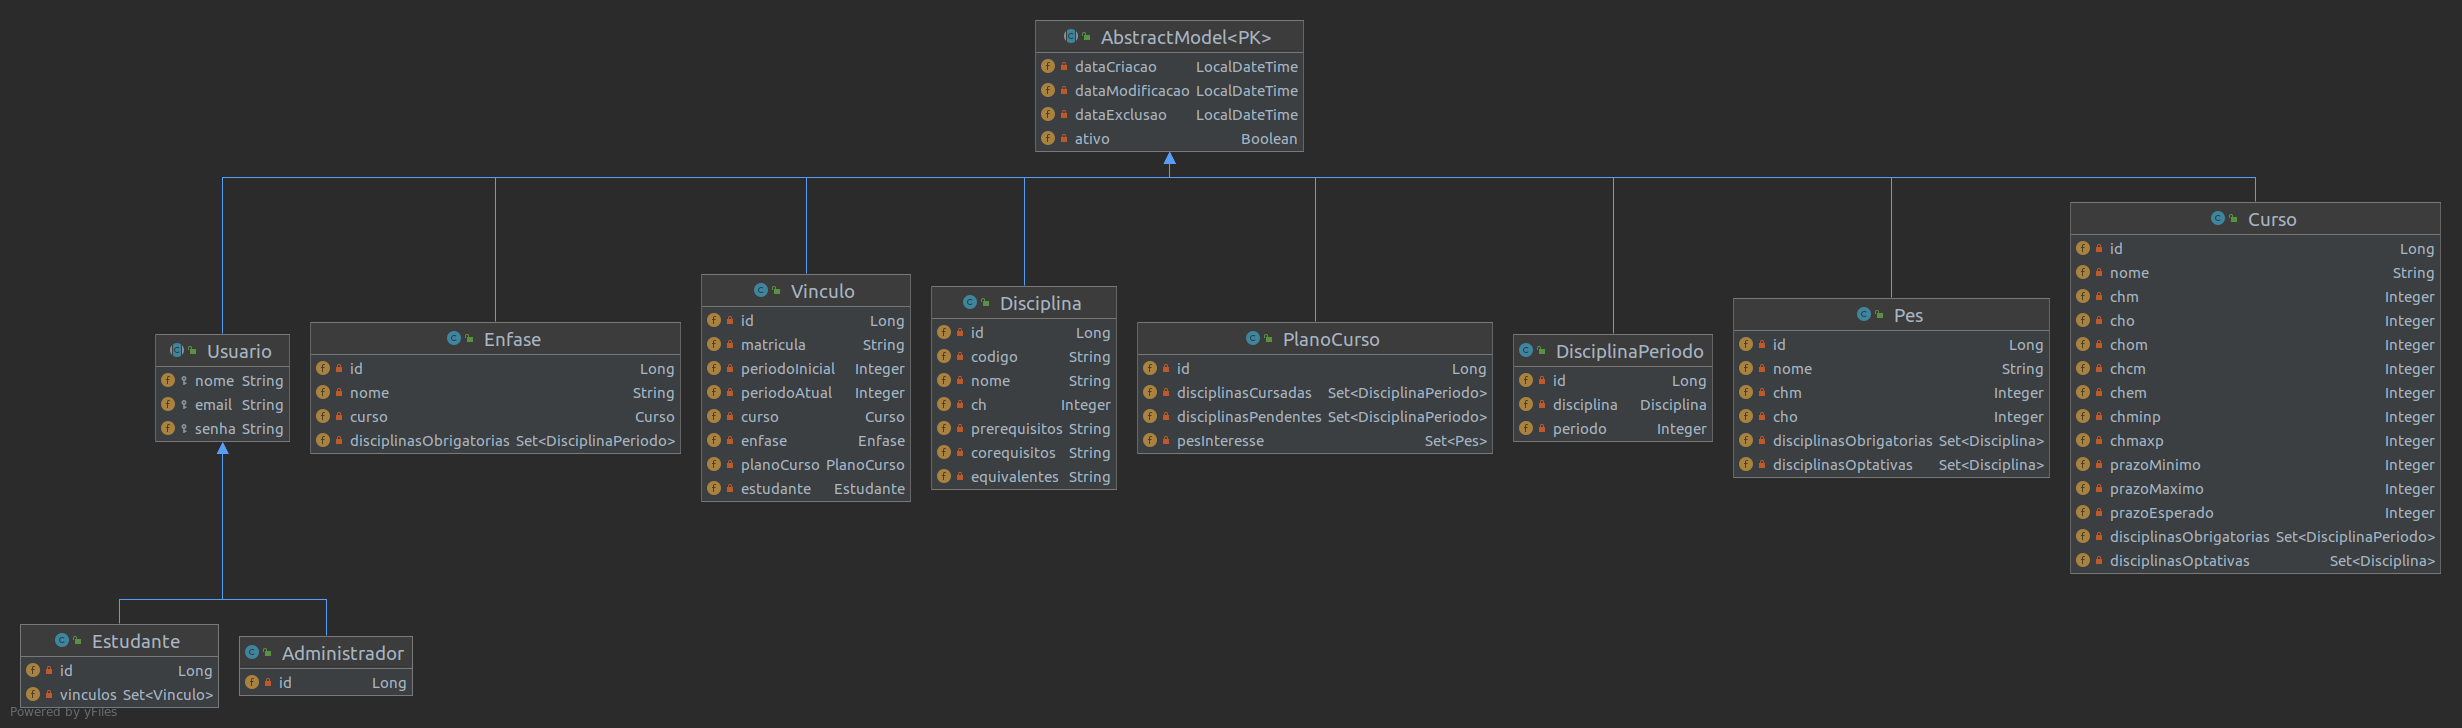 AbstractModel<PK>
dataCriacao LocalDateTime
dataModificacao LocalDateTime
dataExclusao LocalDateTime
ativo Boolean
Usuario
nome String
email String
senha String
Enfase
id Long
nome String
curso Curso
disciplinasObrigatorias Set<DisciplinaPeriodo>
Vinculo
id Long
matricula String
periodoInicial Integer
periodoAtual Integer
curso Curso
enfase Enfase
planoCurso PlanoCurso
estudante Estudante
Disciplina
id Long
codigo String
nome String
ch Integer
prerequisitos String
corequisitos String
equivalentes String
PlanoCurso
id Long
disciplinasCursadas Set<DisciplinaPeriodo>
disciplinasPendentes Set<DisciplinaPeriodo>
pesInteresse Set<Pes>
DisciplinaPeriodo
id Long
disciplina Disciplina
periodo Integer
Pes
id Long
nome String
chm Integer
cho Integer
disciplinasObrigatorias Set<Disciplina>
disciplinasOptativas Set<Disciplina>
Curso
id Long
nome String
chm Integer
cho Integer
chom Integer
chcm Integer
chem Integer
chminp Integer
chmaxp Integer
prazoMinimo Integer
prazoMaximo Integer
prazoEsperado Integer
disciplinasObrigatorias Set<DisciplinaPeriodo>
disciplinasOptativas Set<Disciplina>
Estudante
id Long
vinculos Set<Vinculo>
Administrador
id Long
Powered by yFiles